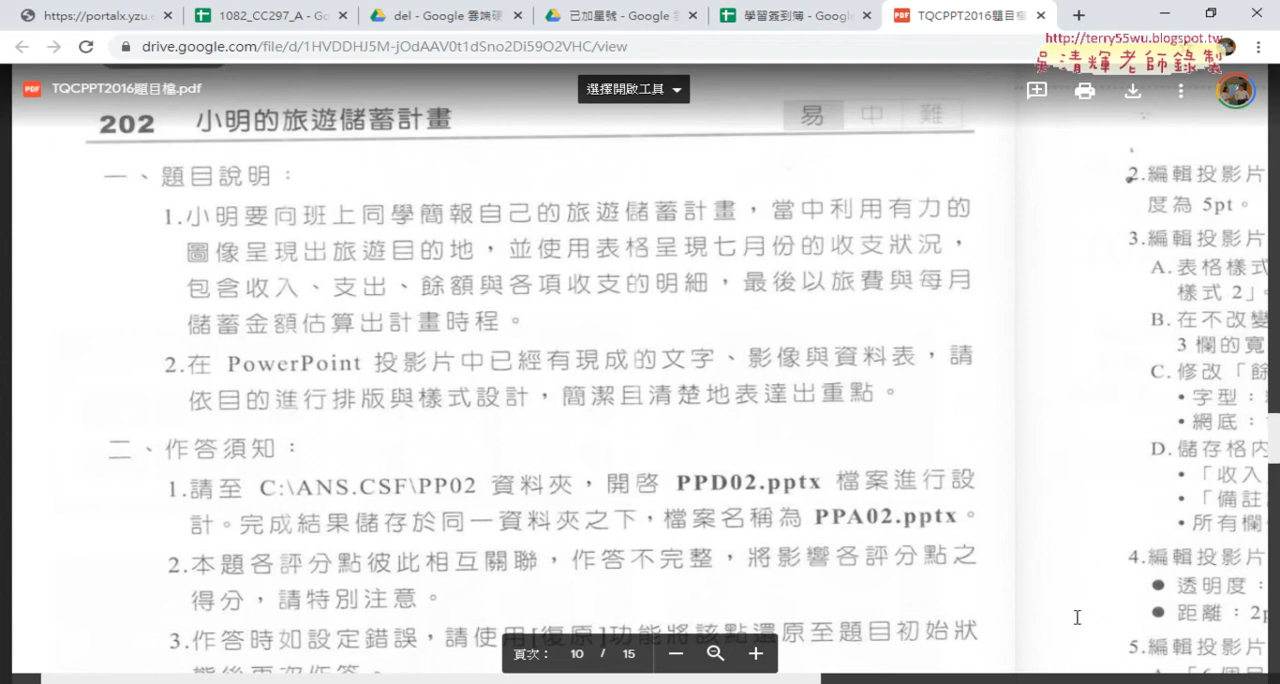 https://portalx.yzu.e
1082_CC297_A - Go
del - Google 雲端硬
已加星號 - Google 雲
學習簽到簿 - Google
TQCPPT2016題目檔
drive.google.com/file/d/1HVDDHJ5M-jOdAAV0t1dSno2Di59O2VHC/view
http://terry55wu.blogspot.tw
吳清輝老師錄製
TQCPPT2016題目檔.pdf
選擇開啟工具
202 小明的旅遊儲蓄計畫 易 中 難
一、題目說明：
1.小明要向班上同學簡報自己的旅遊儲蓄計畫，當中利用有力的
圖像呈現出旅遊目的地，並使用表格呈現七月份的收支狀況，
包含收入、支出、餘額與各項收支的明細，最後以旅費與每月
儲蓄金額估算出計畫時程。
2.在 PowerPoint 投影片中已經有現成的文字、影像與資料表，請
依目的進行排版與樣式設計，簡潔且清楚地表達出重點。
二、作答須知：
1.請至 C:\ANS.CSF\PP02 資料夾，開啓 PPD02.pptx 檔案進行設
計。完成結果儲存於同一資料夾之下，檔案名稱為 PPA02.pptx。
2.本題各評分點彼此相互關聯，作答不完整，將影響各評分點之
得分，請特別注意。
3.作答時如設定錯誤，請使用[復原]功能將該點還原至題目初始狀
態後再次作答。
2.編輯投影片
度為 5pt。
3.編輯投影片
A.表格樣式
樣式 2」。
B.在不改變
3 欄的寬
C.修改「餘
•字型：
•網底：
D.儲存格內
•「收入
•「備註
•所有欄
4.編輯投影片
● 透明度：
● 距離：2p
5.編輯投影片
A.「6 個月
頁次： 10 / 15